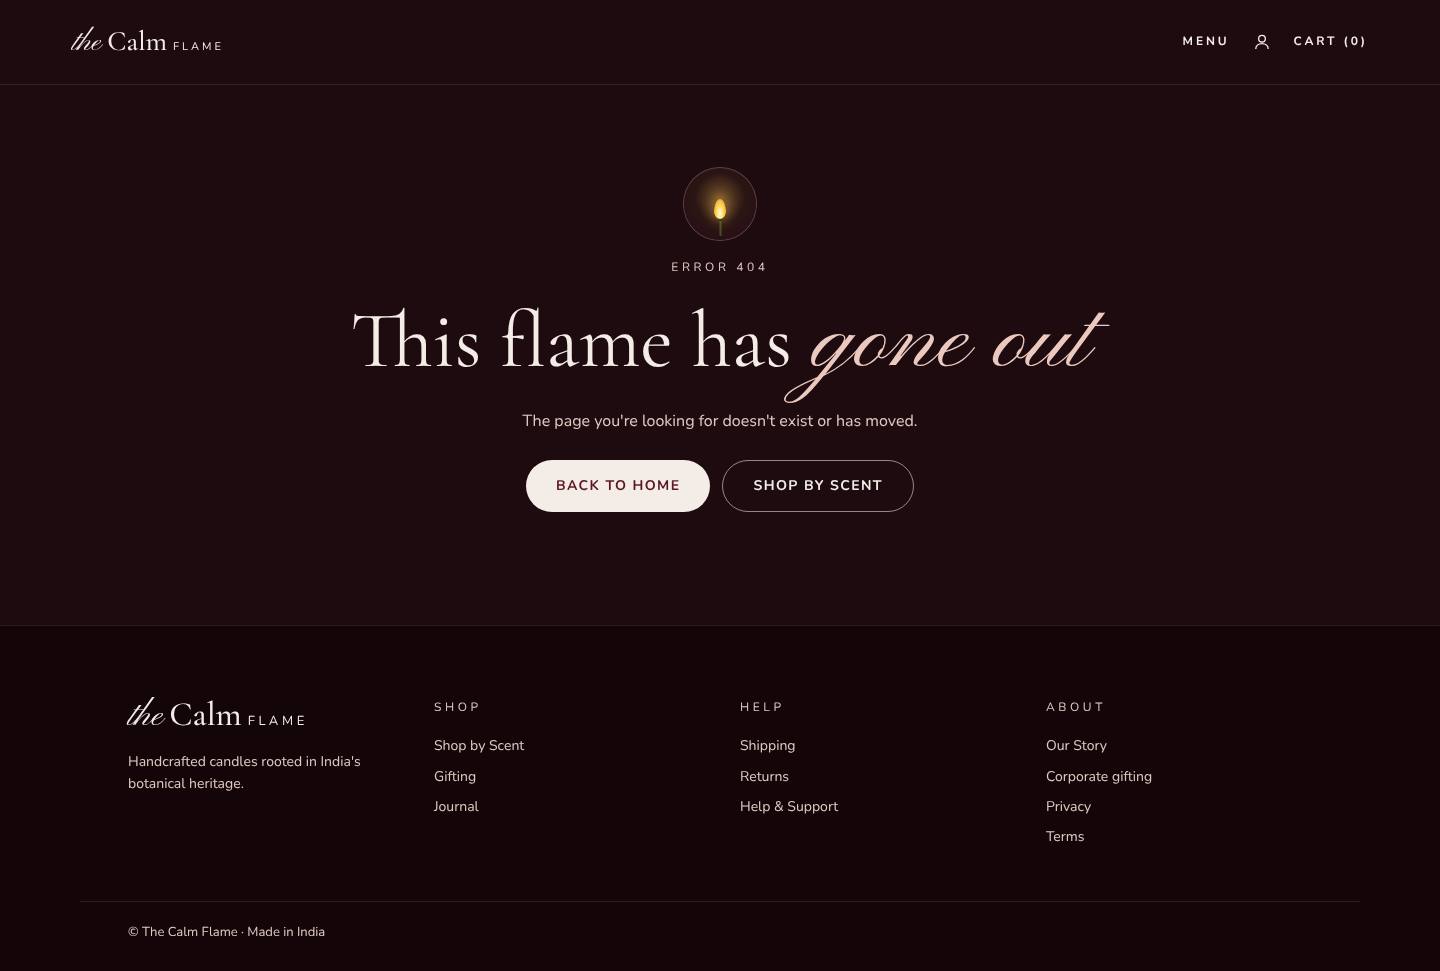 the Calm FLAME
MENU
CART (0)
ERROR 404
This flame has gone out
The page you're looking for doesn't exist or has moved.
BACK TO HOME
SHOP BY SCENT
the Calm FLAME
Handcrafted candles rooted in India's
botanical heritage.
SHOP
Shop by Scent
Gifting
Journal
HELP
Shipping
Returns
Help & Support
ABOUT
Our Story
Corporate gifting
Privacy
Terms
© The Calm Flame · Made in India